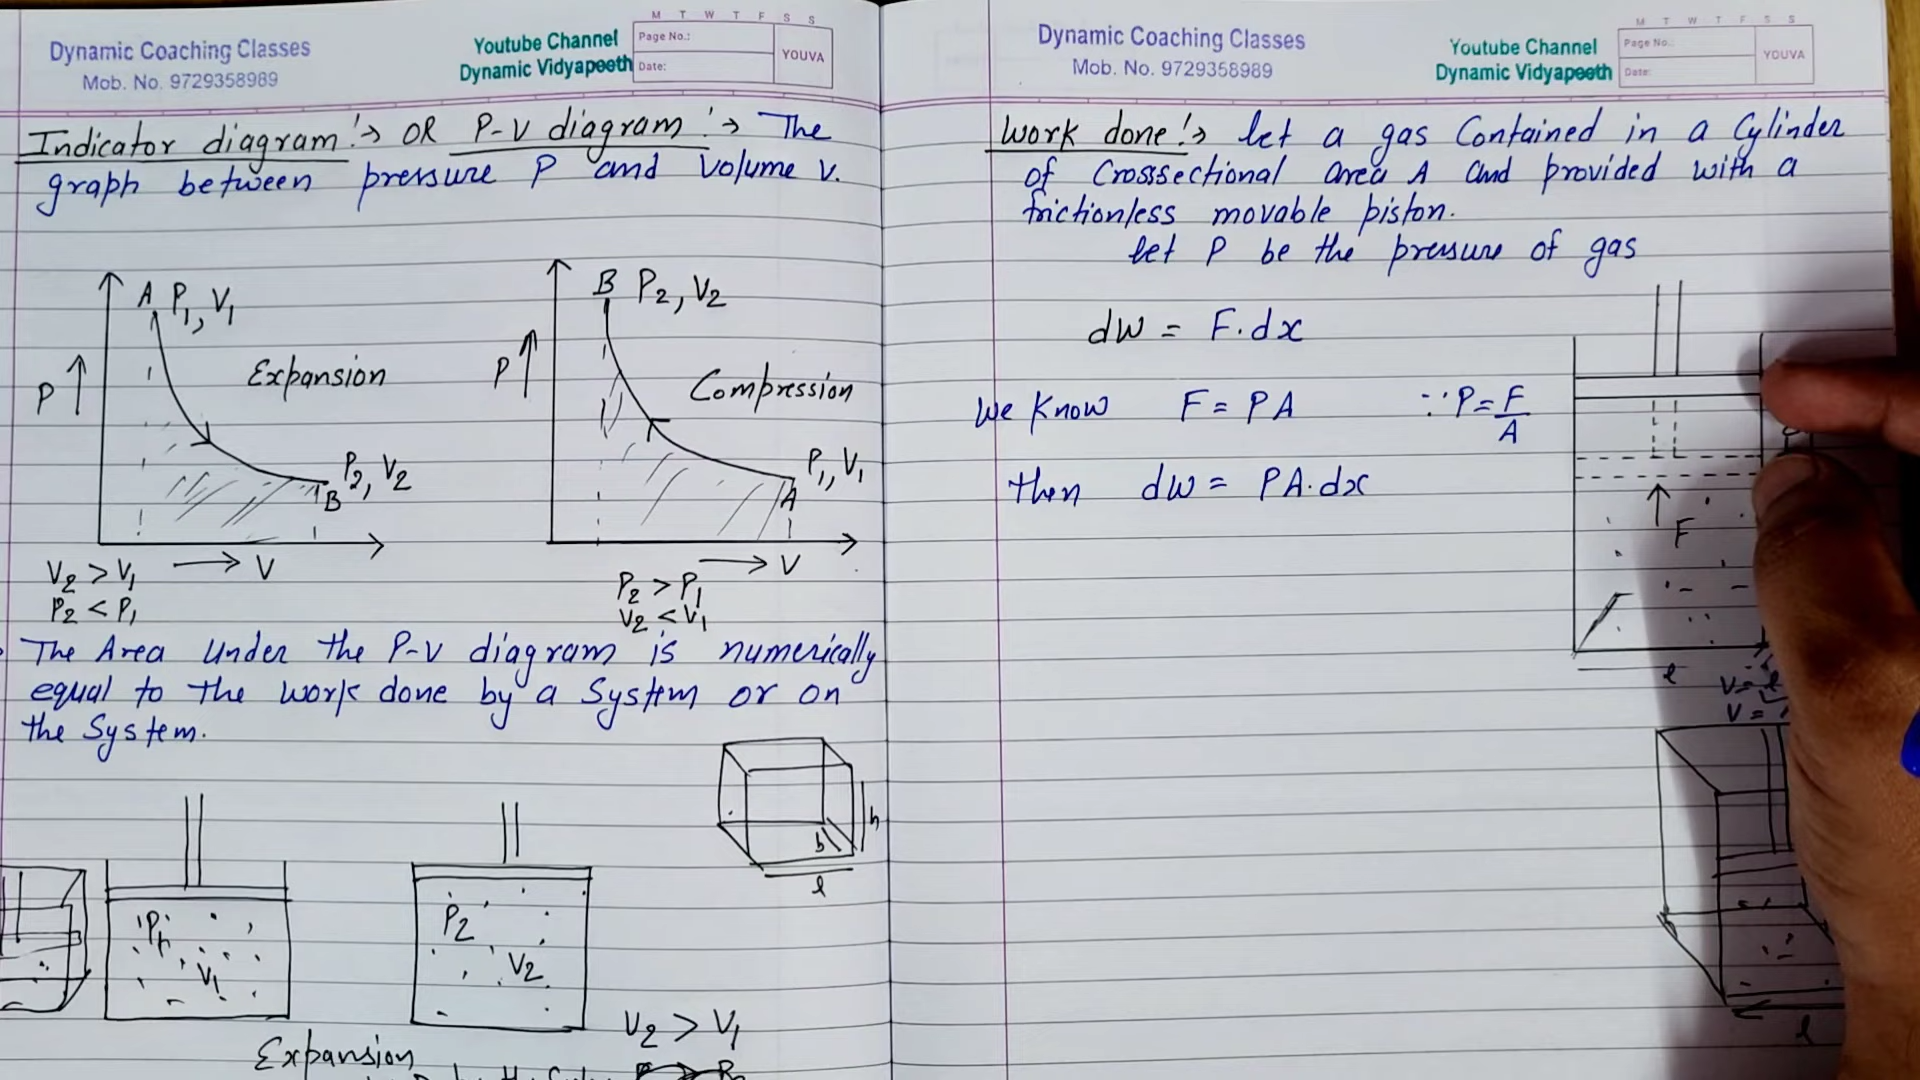 Dynamic Coaching Classes
Mob. No. 9729358989
Youtube Channel
Dynamic Vidyapeeth
M T W T F S S
Page No.:
Date:
YOUVA
Indicator diagram:→ OR P-V diagram:→ The
graph between pressure P and Volume V.
A P1, V1
Expansion
P
P2, V2
B
V
V2 > V1
P2 < P1
B P2, V2
P
Compression
P1, V1
A
V
P2 > P1
V2 < V1
The Area Under the P-V diagram is numerically
equal to the work done by a System or on
the System.
h
b
l
P1
V1
P2
V2
V2 > V1
Expansion
Dynamic Coaching Classes
Mob. No. 9729358989
Youtube Channel
Dynamic Vidyapeeth
M T W T F S S
Page No.:
Date:
YOUVA
Work done:→ let a gas Contained in a Cylinder
of Crosssectional area A and provided with a
frictionless movable piston.
let P be the pressure of gas
dw = F.dx
We Know F = PA ∵ P = F/A
then dw = PA.dx
F
l
V =
V =
l